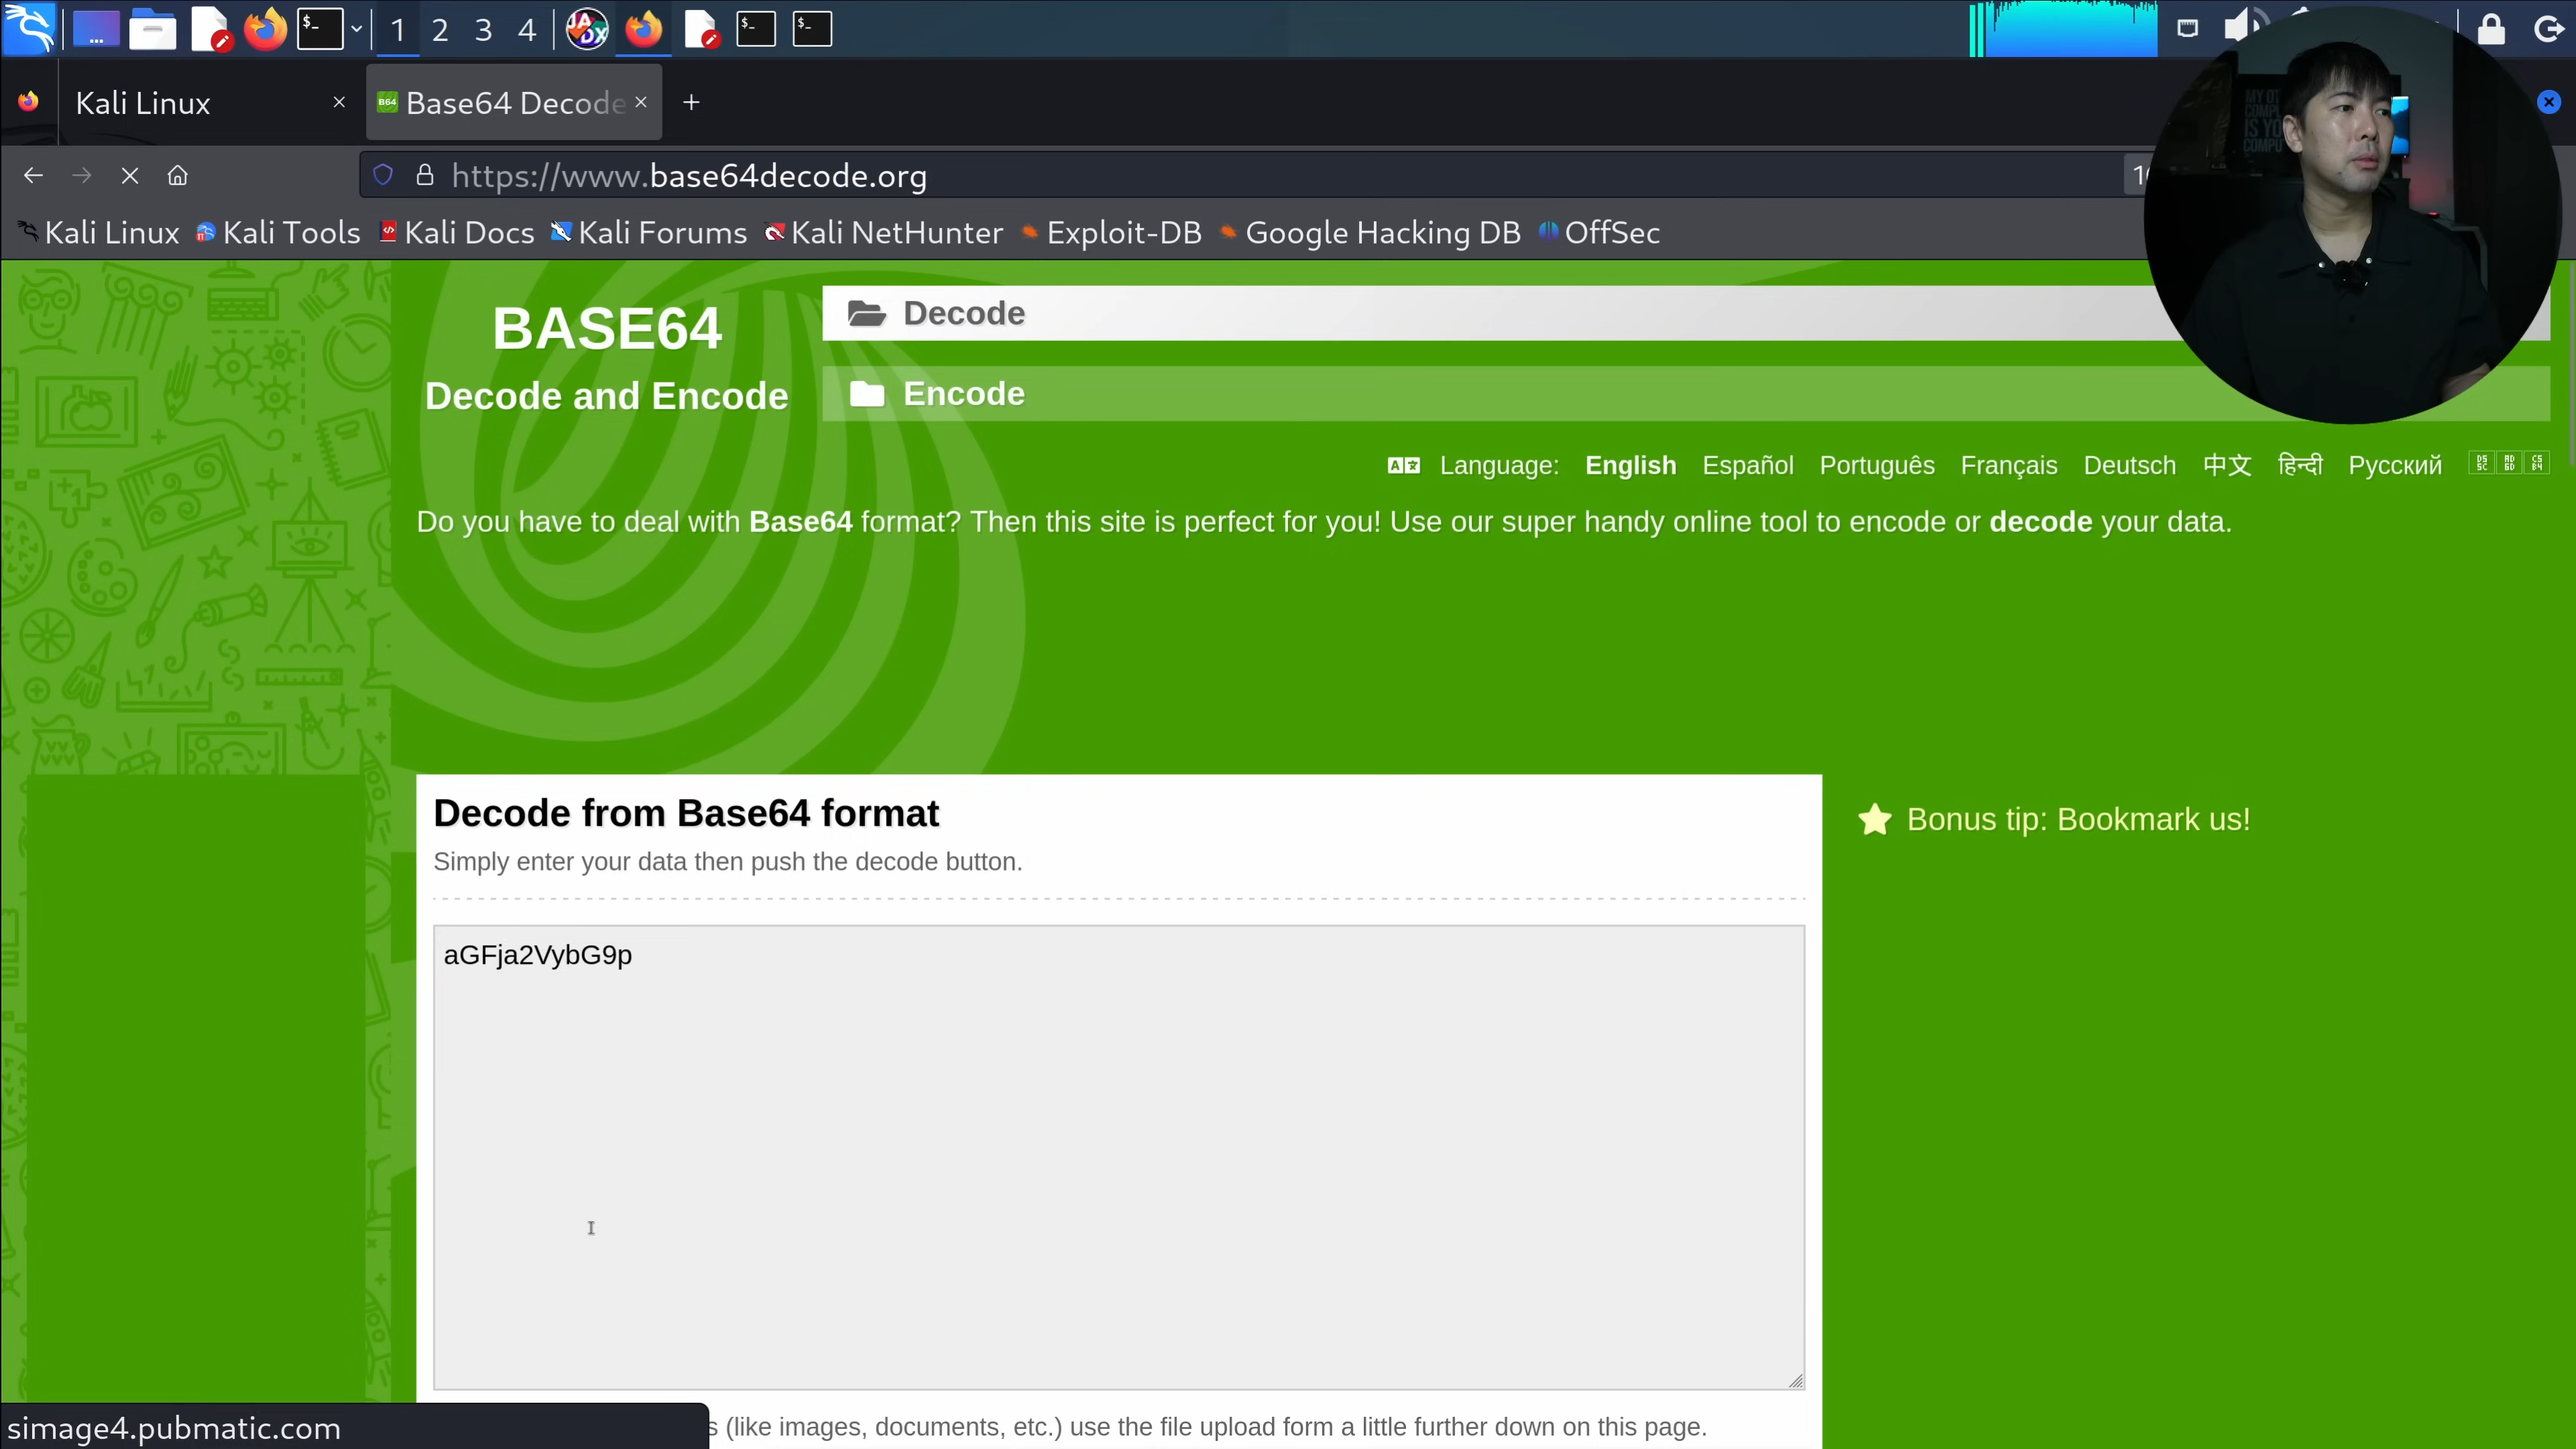 1 2 3 4
Kali Linux
Base64 Decode
https://www.base64decode.org
Kali Linux Kali Tools Kali Docs Kali Forums Kali NetHunter Exploit-DB Google Hacking DB OffSec
BASE64
Decode and Encode
Decode
Encode
Language: English Español Português Français Deutsch 中文 हिन्दी Русский
Do you have to deal with Base64 format? Then this site is perfect for you! Use our super handy online tool to encode or decode your data.
Decode from Base64 format
Simply enter your data then push the decode button.
Bonus tip: Bookmark us!
aGFja2VybG9p
s (like images, documents, etc.) use the file upload form a little further down on this page.
simage4.pubmatic.com